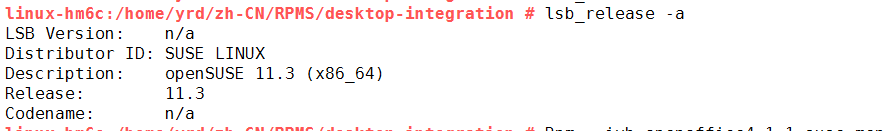 linux-hm6c:/home/yrd/zh-CN/RPMS/desktop-integration # lsb_release -a
LSB Version:    n/a
Distributor ID: SUSE LINUX
Description:    openSUSE 11.3 (x86_64)
Release:        11.3
Codename:       n/a